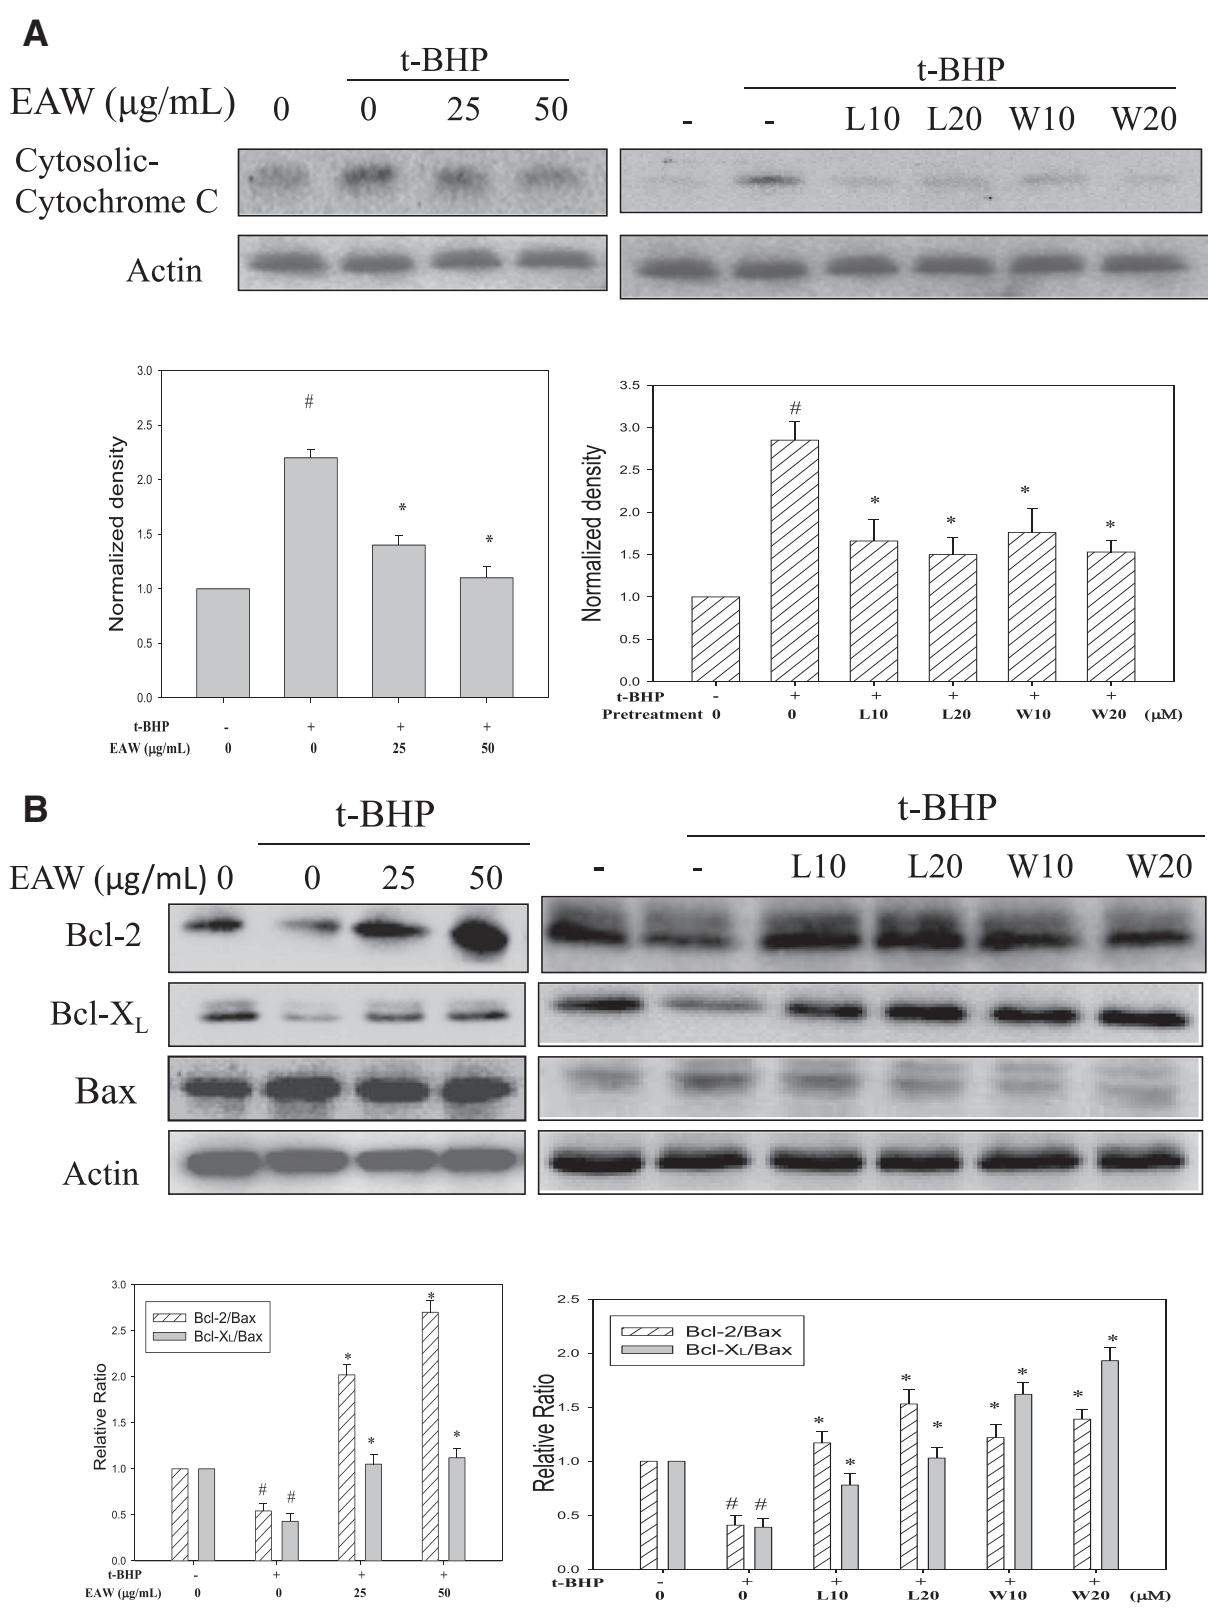 A
t-BHP
EAW (μg/mL) 0 0 25 50
Cytosolic-
Cytochrome C
Actin
t-BHP
- - L10 L20 W10 W20
Normalized density
3.0
2.5
2.0
1.5
1.0
0.5
0.0
# * *
t-BHP - + + +
EAW (μg/mL) 0 0 25 50
Normalized density
3.5
3.0
2.5
2.0
1.5
1.0
0.5
0.0
# * * * *
t-BHP - + + + + +
Pretreatment 0 0 L10 L20 W10 W20 (μM)
B
t-BHP
EAW (μg/mL) 0 0 25 50
Bcl-2
Bcl-XL
Bax
Actin
t-BHP
- - L10 L20 W10 W20
Relative Ratio
3.0
2.5
2.0
1.5
1.0
0.5
0.0
Bcl-2/Bax
Bcl-XL/Bax
# # * * * *
t-BHP - + + +
EAW (μg/mL) 0 0 25 50
Relative Ratio
2.5
2.0
1.5
1.0
0.5
0.0
Bcl-2/Bax
Bcl-XL/Bax
# # * * * * * * * *
t-BHP - + + + + +
0 0 L10 L20 W10 W20 (μM)